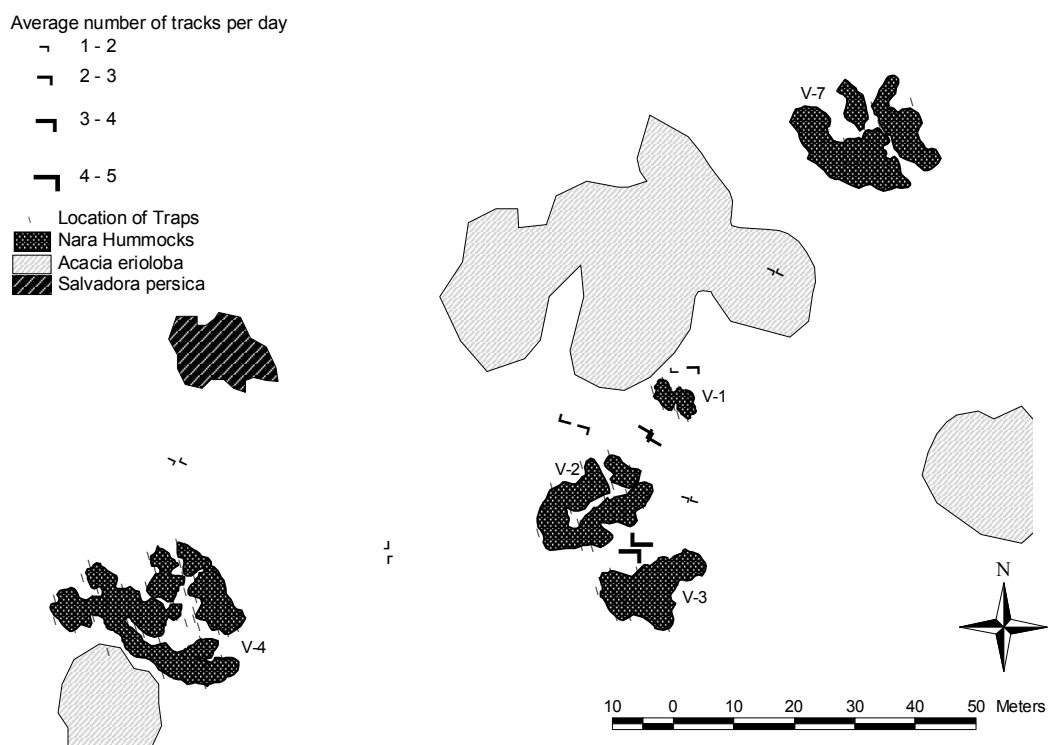 Average number of tracks per day
1 - 2
2 - 3
3 - 4
4 - 5
Location of Traps
Nara Hummocks
Acacia erioloba
Salvadora persica
V-7
V-1
V-2
V-3
V-4
N
10 0 10 20 30 40 50 Meters